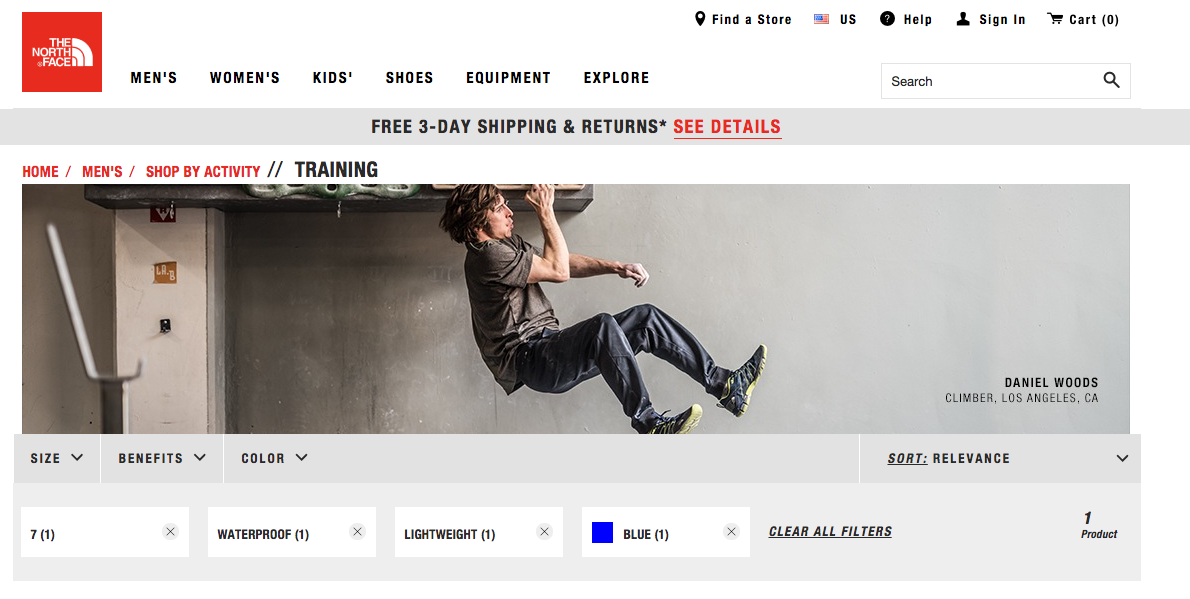 THE
NORTH
FACE
Find a Store
US
? Help
Sign In
Cart (0)
MEN'S
WOMEN'S
KIDS'
SHOES
EQUIPMENT
EXPLORE
Search
FREE 3-DAY SHIPPING & RETURNS* SEE DETAILS
HOME / MEN'S / SHOP BY ACTIVITY // TRAINING
LA.B
DANIEL WOODS
CLIMBER, LOS ANGELES, CA
SIZE
BENEFITS
COLOR
SORT: RELEVANCE
7 (1)
WATERPROOF (1)
LIGHTWEIGHT (1)
BLUE (1)
CLEAR ALL FILTERS
1
Product